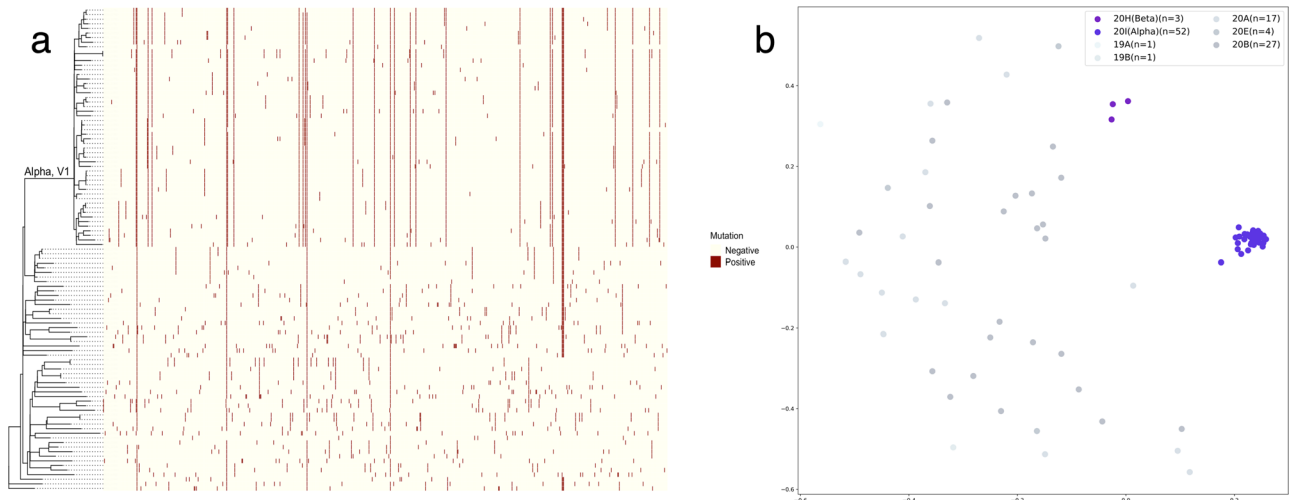 a
Alpha, V1
Mutation
Negative
Positive
b
20H(Beta)(n=3)
20I(Alpha)(n=52)
19A(n=1)
19B(n=1)
20A(n=17)
20E(n=4)
20B(n=27)
0.4
0.2
0.0
−0.2
−0.4
−0.6